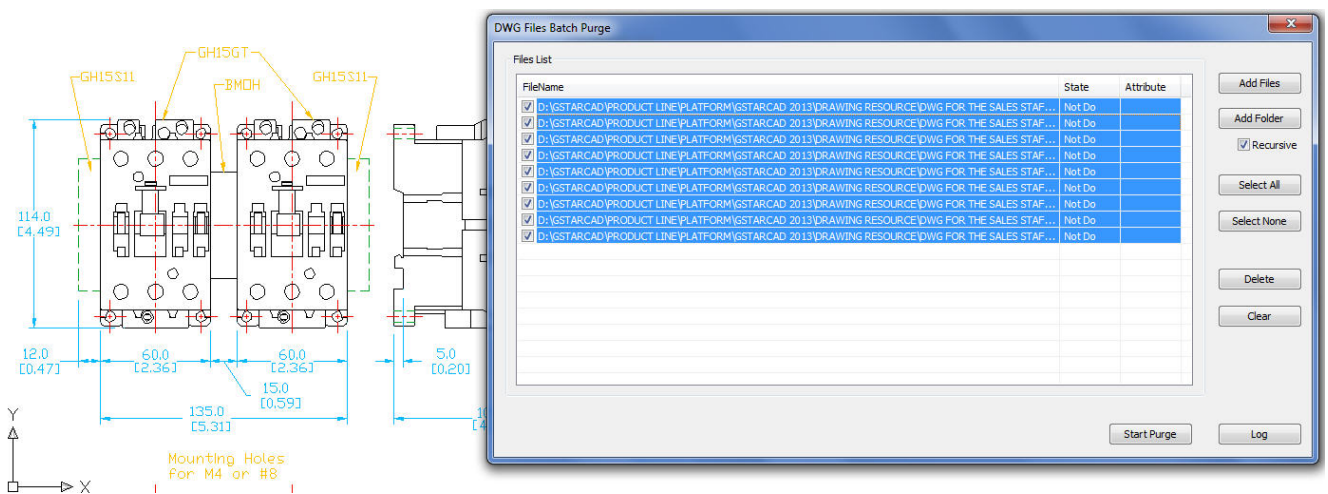 GH15GT
GH15S11
BMOH
GH15S11
114.0
[4.49]
12.0
[0.47]
60.0
[2.36]
60.0
[2.36]
15.0
[0.59]
135.0
[5.31]
5.0
[0.20]
Mounting Holes
for M4 or #8
Y
X
DWG Files Batch Purge
Files List
FileName State Attribute
D:\GSTARCAD\PRODUCT LINE\PLATFORM\GSTARCAD 2013\DRAWING RESOURCE\DWG FOR THE SALES STAF... Not Do
D:\GSTARCAD\PRODUCT LINE\PLATFORM\GSTARCAD 2013\DRAWING RESOURCE\DWG FOR THE SALES STAF... Not Do
D:\GSTARCAD\PRODUCT LINE\PLATFORM\GSTARCAD 2013\DRAWING RESOURCE\DWG FOR THE SALES STAF... Not Do
D:\GSTARCAD\PRODUCT LINE\PLATFORM\GSTARCAD 2013\DRAWING RESOURCE\DWG FOR THE SALES STAF... Not Do
D:\GSTARCAD\PRODUCT LINE\PLATFORM\GSTARCAD 2013\DRAWING RESOURCE\DWG FOR THE SALES STAF... Not Do
D:\GSTARCAD\PRODUCT LINE\PLATFORM\GSTARCAD 2013\DRAWING RESOURCE\DWG FOR THE SALES STAF... Not Do
D:\GSTARCAD\PRODUCT LINE\PLATFORM\GSTARCAD 2013\DRAWING RESOURCE\DWG FOR THE SALES STAF... Not Do
D:\GSTARCAD\PRODUCT LINE\PLATFORM\GSTARCAD 2013\DRAWING RESOURCE\DWG FOR THE SALES STAF... Not Do
D:\GSTARCAD\PRODUCT LINE\PLATFORM\GSTARCAD 2013\DRAWING RESOURCE\DWG FOR THE SALES STAF... Not Do
Add Files
Add Folder
Recursive
Select All
Select None
Delete
Clear
Start Purge
Log